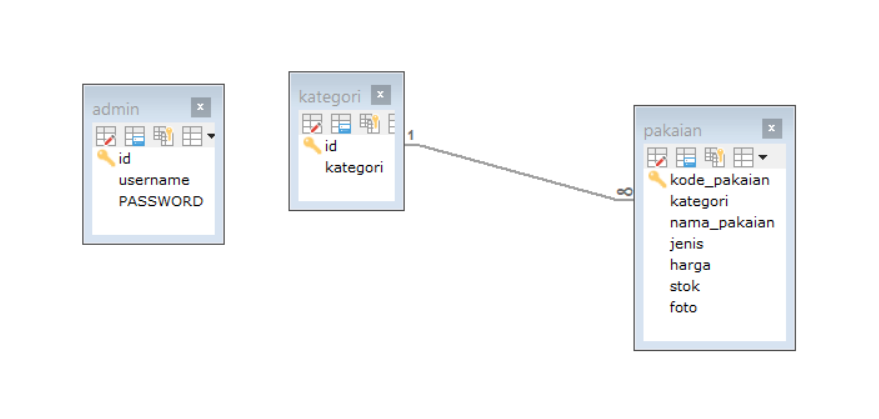 admin
id
username
PASSWORD
kategori
id
kategori
1
∞
pakaian
kode_pakaian
kategori
nama_pakaian
jenis
harga
stok
foto